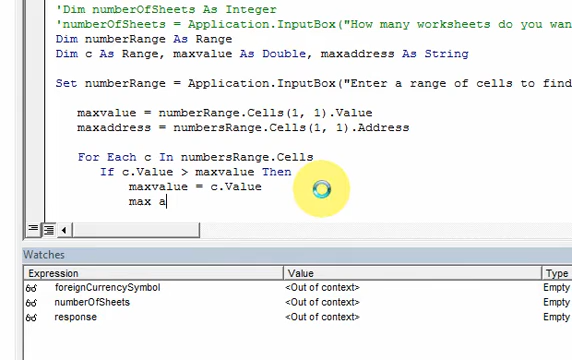 'Dim numberOfSheets As Integer
'numberOfSheets = Application.InputBox("How many worksheets do you wan
Dim numberRange As Range
Dim c As Range, maxvalue As Double, maxaddress As String
Set numberRange = Application.InputBox("Enter a range of cells to find
maxvalue = numberRange.Cells(1, 1).Value
maxaddress = numbersRange.Cells(1, 1).Address
For Each c In numbersRange.Cells
If c.Value > maxvalue Then
maxvalue = c.Value
max a
Watches
Expression Value Type
foreignCurrencySymbol <Out of context> Empty
numberOfSheets <Out of context> Empty
response <Out of context> Empty